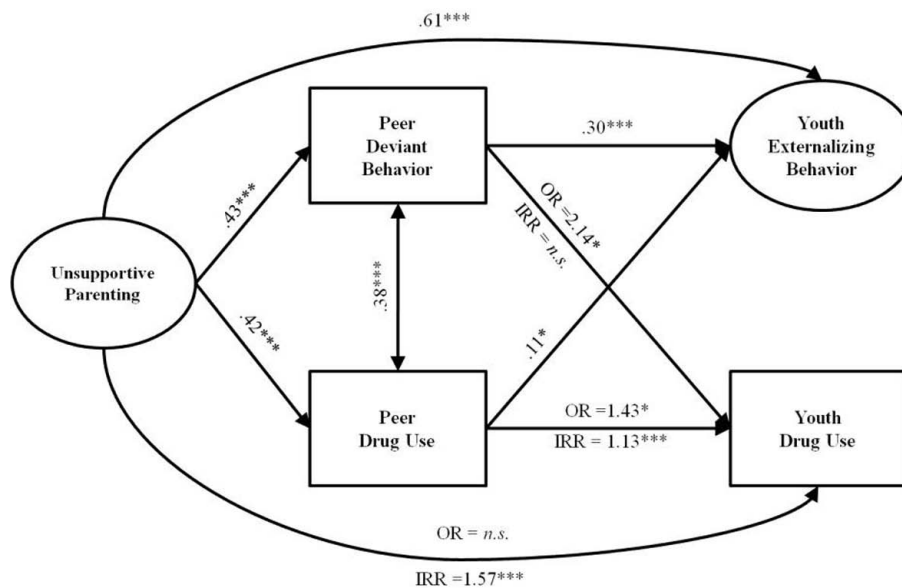 .61***
Peer
Deviant
Behavior
.30***
Youth
Externalizing
Behavior
.43***
OR =2.14*
IRR = n.s.
Unsupportive
Parenting
.38***
.42***
.11*
Peer
Drug Use
OR =1.43*
IRR = 1.13***
Youth
Drug Use
OR = n.s.
IRR =1.57***